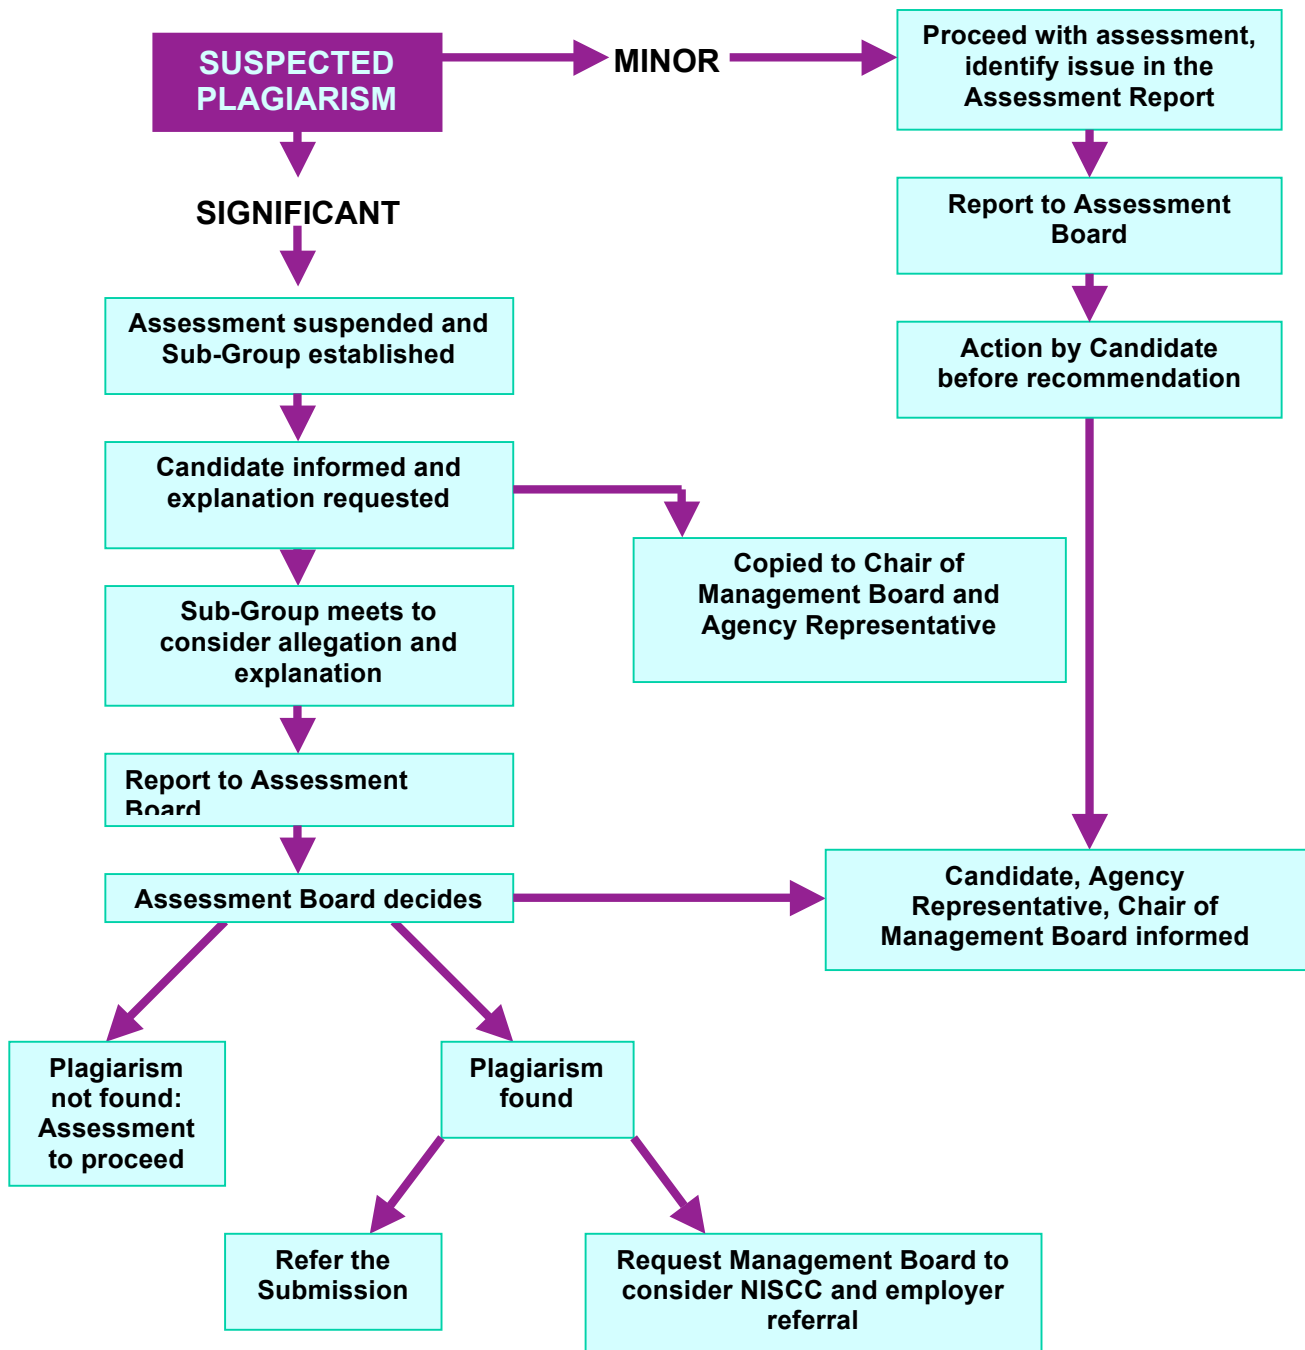 SUSPECTED
PLAGIARISM
MINOR
Proceed with assessment,
identify issue in the
Assessment Report
SIGNIFICANT
Report to Assessment
Board
Assessment suspended and
Sub-Group established
Action by Candidate
before recommendation
Candidate informed and
explanation requested
Copied to Chair of
Management Board and
Agency Representative
Sub-Group meets to
consider allegation and
explanation
Report to Assessment
Board
Assessment Board decides
Candidate, Agency
Representative, Chair of
Management Board informed
Plagiarism
not found:
Assessment
to proceed
Plagiarism
found
Refer the
Submission
Request Management Board to
consider NISCC and employer
referral